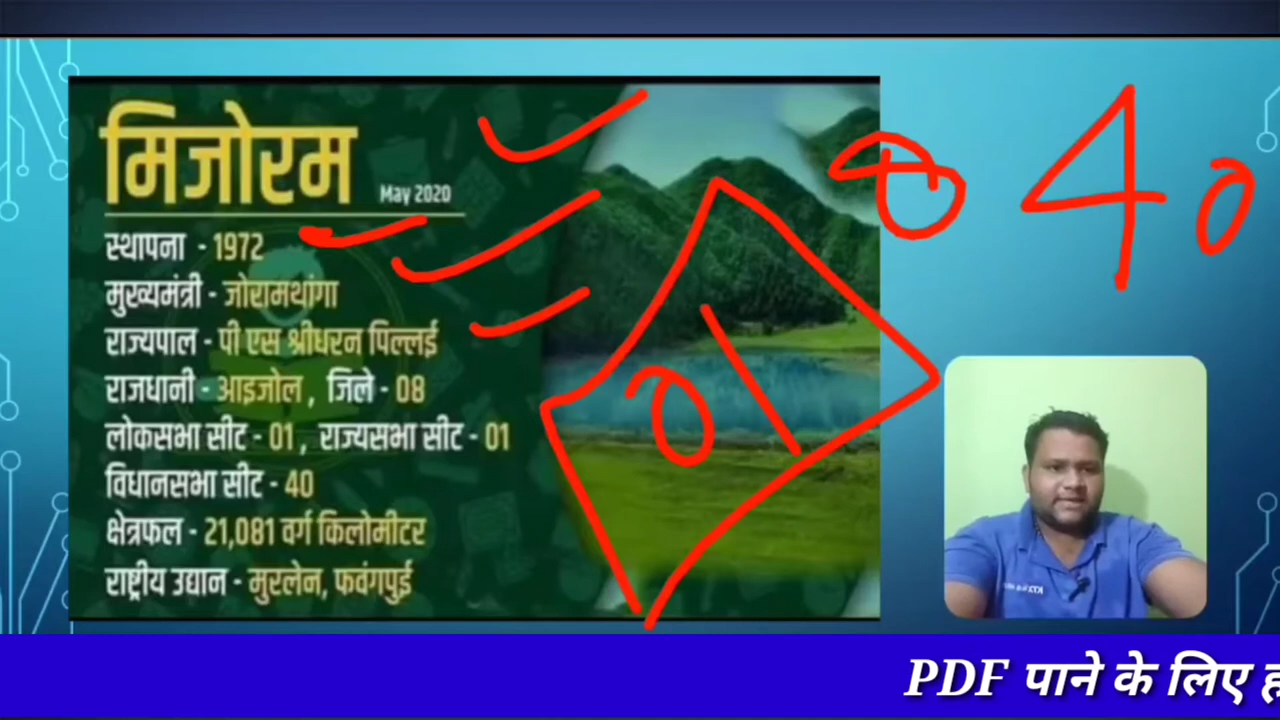 मिजोरम
May 2020
स्थापना - 1972
मुख्यमंत्री - जोरामथांगा
राज्यपाल - पी एस श्रीधरन पिल्लई
राजधानी - आइजोल , जिले - 08
लोकसभा सीट - 01 , राज्यसभा सीट - 01
विधानसभा सीट - 40
क्षेत्रफल - 21,081 वर्ग किलोमीटर
राष्ट्रीय उद्यान - मुरलेन, फवंगपुई
40
01
PDF पाने के लिए ह